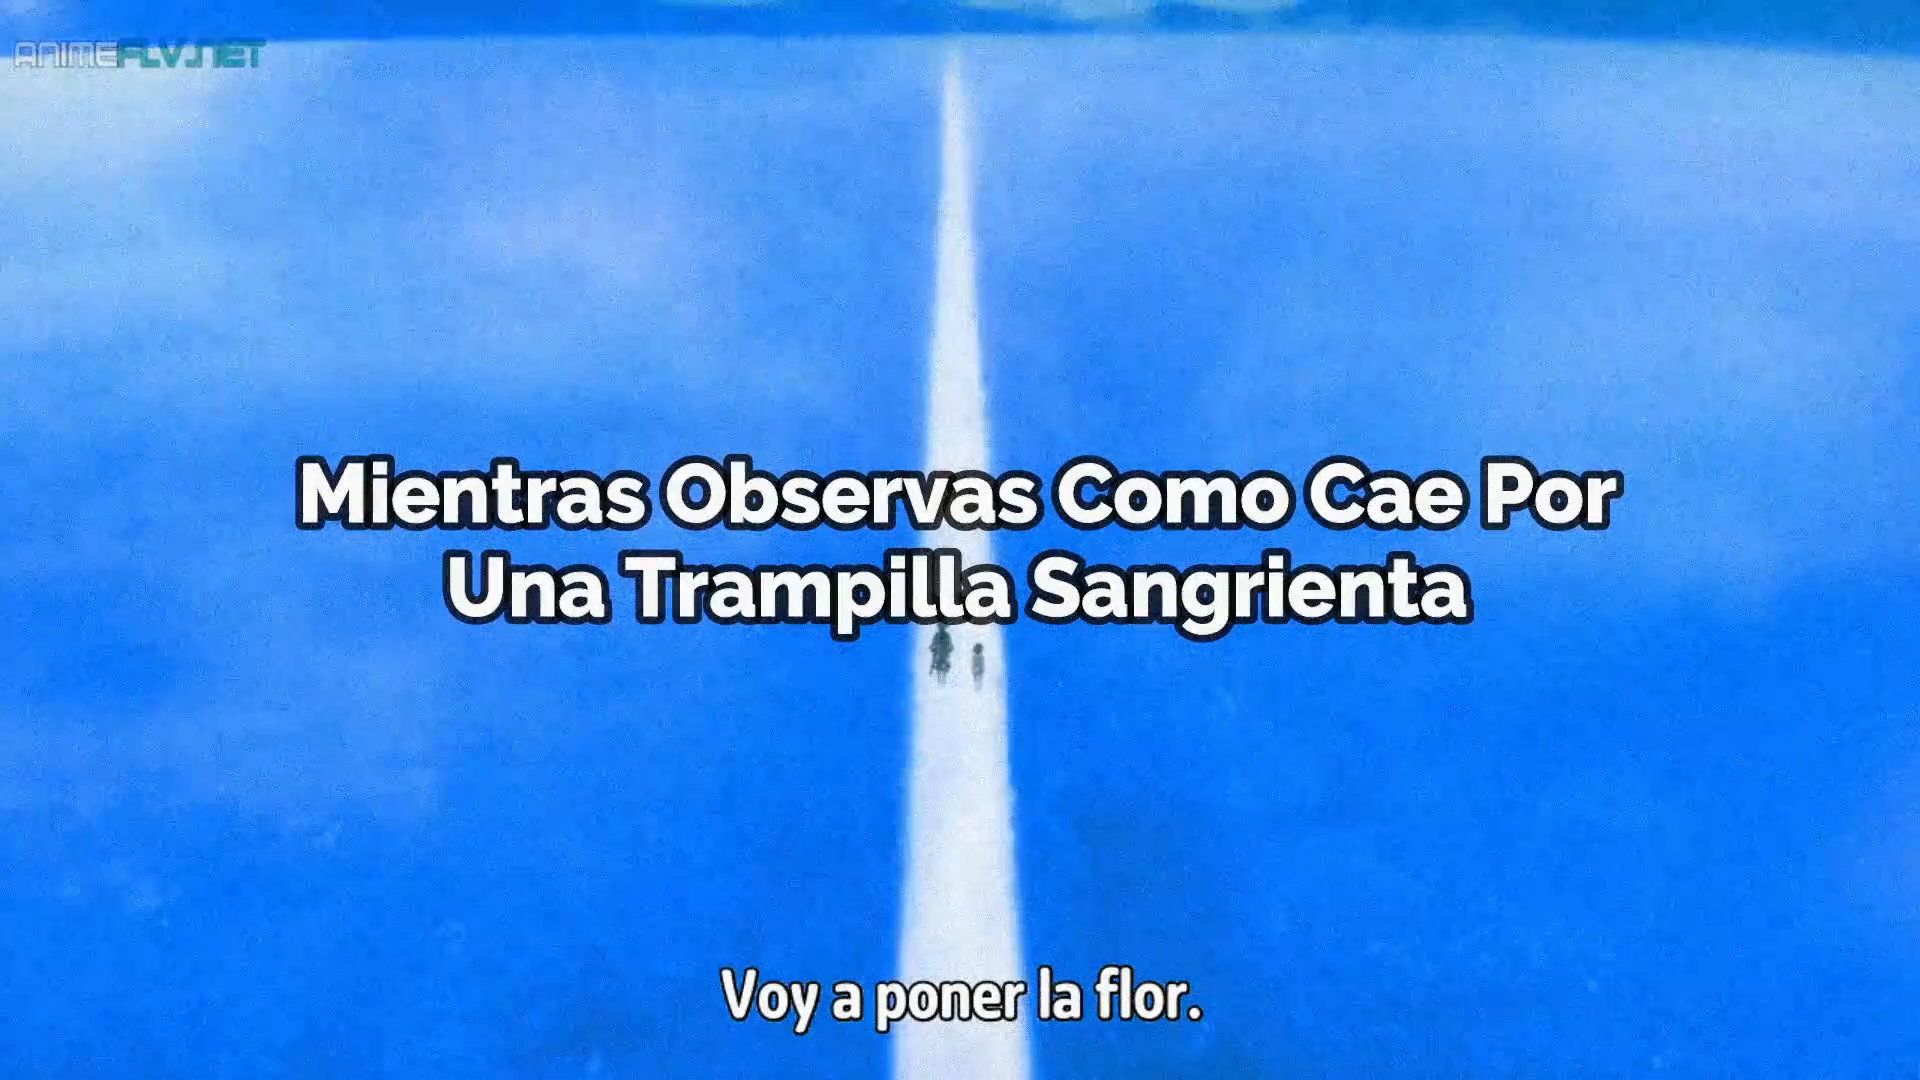 ANIMEFLV.NET
Mientras Observas Como Cae Por
Una Trampilla Sangrienta
Voy a poner la flor.